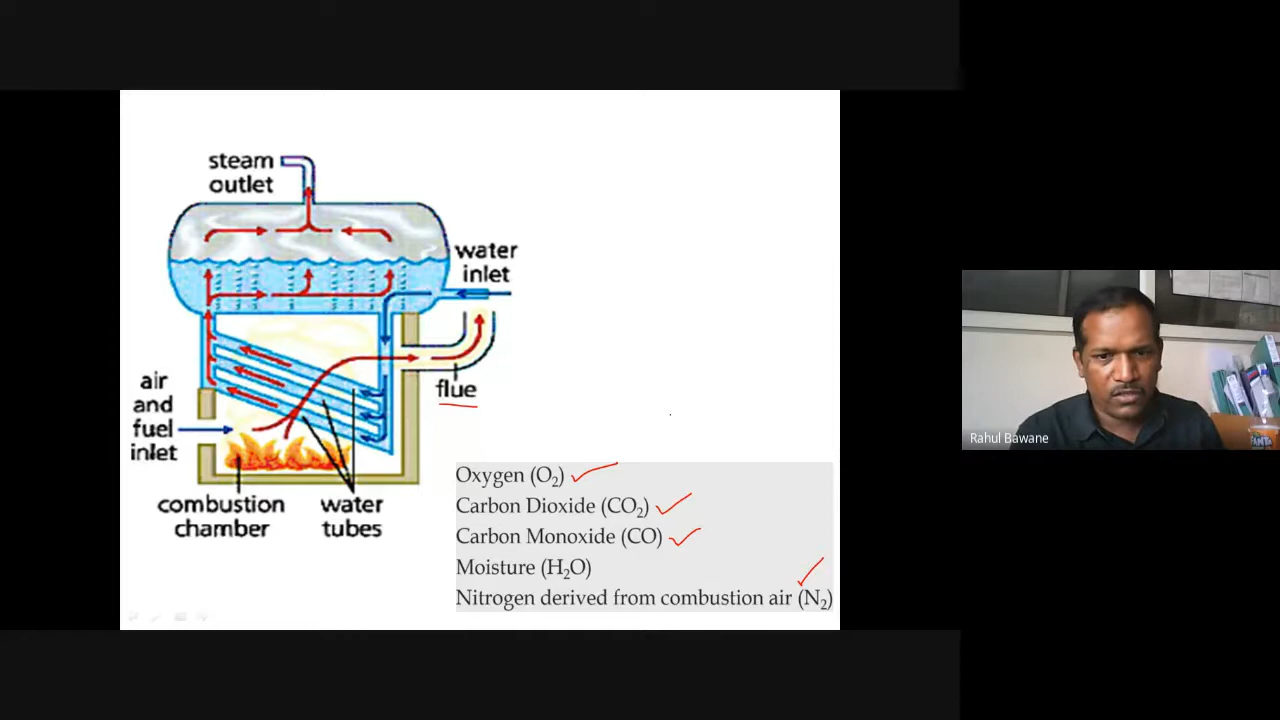 steam
outlet
water
inlet
flue
air
and
fuel
inlet
combustion
chamber
water
tubes
Oxygen (O₂)
Carbon Dioxide (CO₂)
Carbon Monoxide (CO)
Moisture (H₂O)
Nitrogen derived from combustion air (N₂)
Rahul Bawane
FANTA